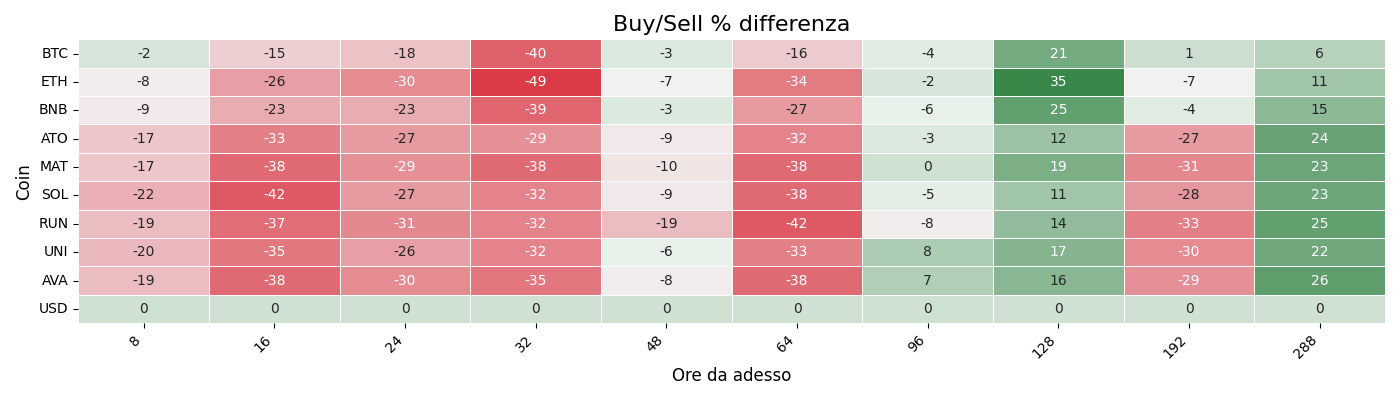 Buy/Sell % differenza
Coin
BTC -2 -15 -18 -40 -3 -16 -4 21 1 6
ETH -8 -26 -30 -49 -7 -34 -2 35 -7 11
BNB -9 -23 -23 -39 -3 -27 -6 25 -4 15
ATO -17 -33 -27 -29 -9 -32 -3 12 -27 24
MAT -17 -38 -29 -38 -10 -38 0 19 -31 23
SOL -22 -42 -27 -32 -9 -38 -5 11 -28 23
RUN -19 -37 -31 -32 -19 -42 -8 14 -33 25
UNI -20 -35 -26 -32 -6 -33 8 17 -30 22
AVA -19 -38 -30 -35 -8 -38 7 16 -29 26
USD 0 0 0 0 0 0 0 0 0 0
8 16 24 32 48 64 96 128 192 288
Ore da adesso